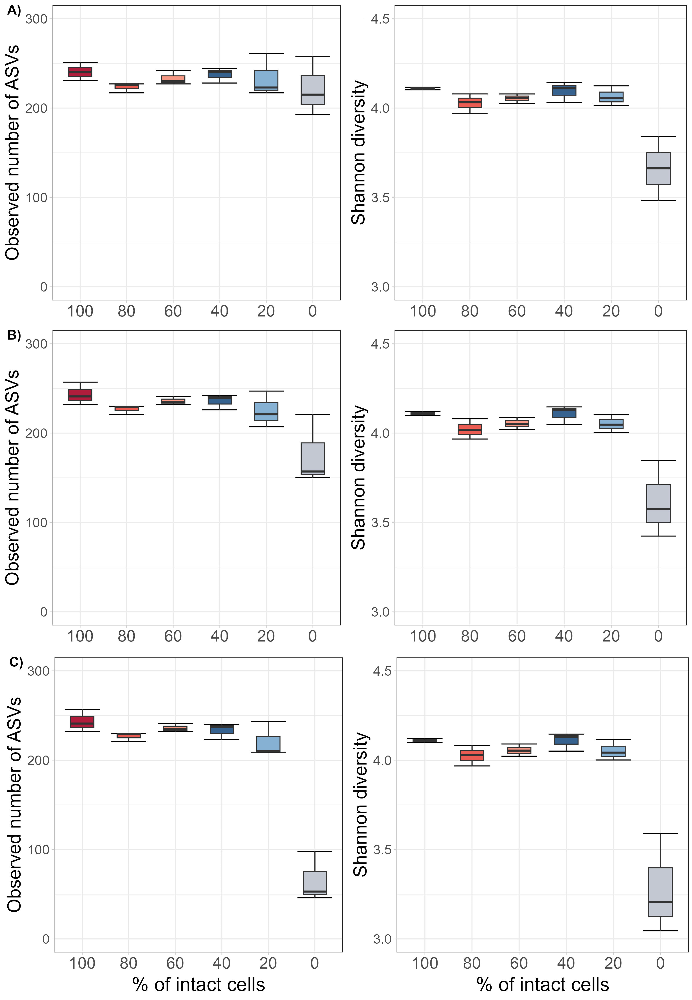 A)
Observed number of ASVs
300
200
100
0
100 80 60 40 20 0
Shannon diversity
4.5
4.0
3.5
3.0
100 80 60 40 20 0
B)
Observed number of ASVs
300
200
100
0
100 80 60 40 20 0
Shannon diversity
4.5
4.0
3.5
3.0
100 80 60 40 20 0
C)
Observed number of ASVs
300
200
100
0
100 80 60 40 20 0
% of intact cells
Shannon diversity
4.5
4.0
3.5
3.0
100 80 60 40 20 0
% of intact cells